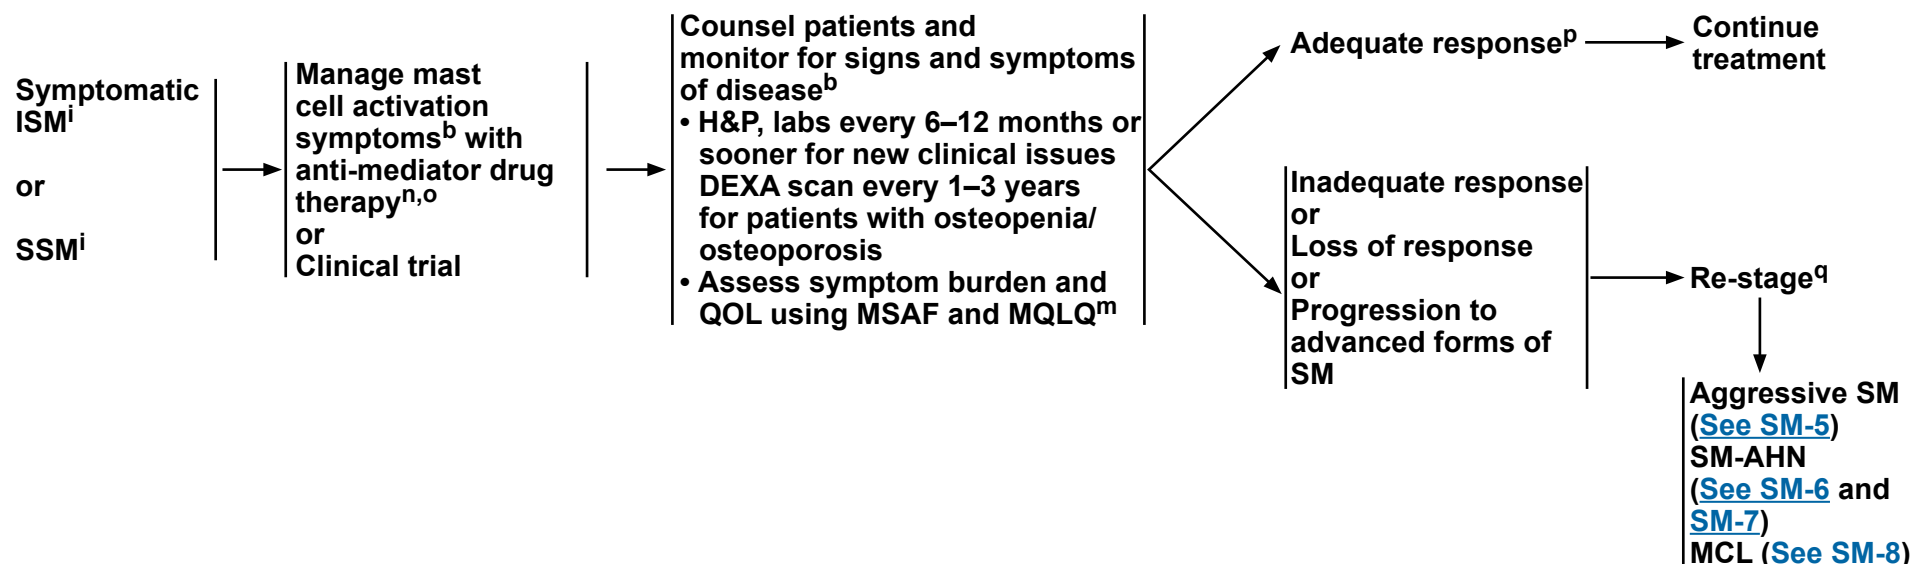 Symptomatic
ISMⁱ
or
SSMⁱ
Manage mast
cell activation
symptomsᵇ with
anti-mediator drug
therapyⁿ,ᵒ
or
Clinical trial
Counsel patients and
monitor for signs and symptoms
of diseaseᵇ
• H&P, labs every 6–12 months or
sooner for new clinical issues
DEXA scan every 1–3 years
for patients with osteopenia/
osteoporosis
• Assess symptom burden and
QOL using MSAF and MQLQᵐ
Adequate responseᵖ
Continue
treatment
Inadequate response
or
Loss of response
or
Progression to
advanced forms of
SM
Re-stage^q
Aggressive SM
(See SM-5)
SM-AHN
(See SM-6 and
SM-7)
MCL (See SM-8)